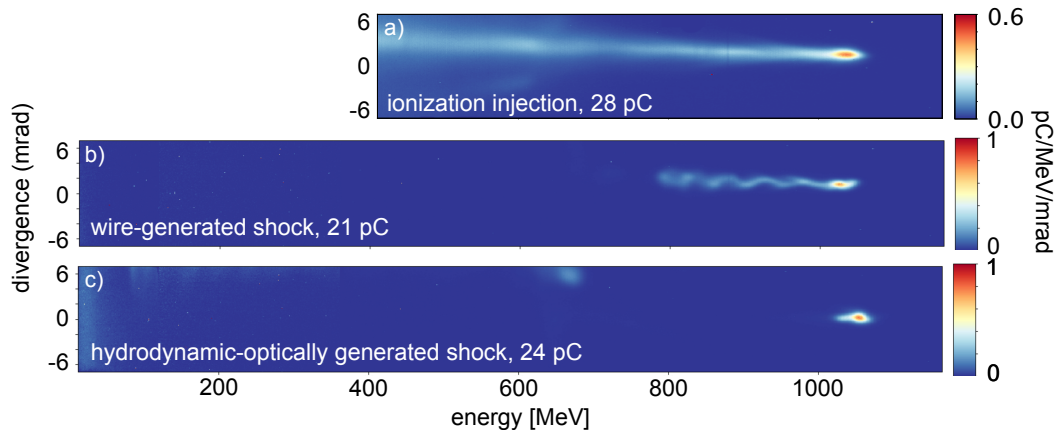 a)
6
0
-6
ionization injection, 28 pC
0.6
0.0
b)
6
0
-6
wire-generated shock, 21 pC
1
0
c)
6
0
-6
hydrodynamic-optically generated shock, 24 pC
1
0
divergence (mrad)
pC/MeV/mrad
200
400
600
800
1000
energy [MeV]